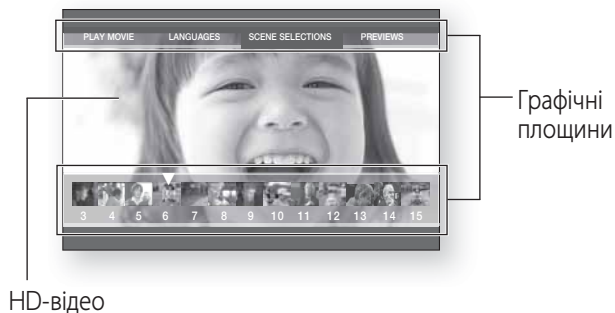 PLAY MOVIE LANGUAGES SCENE SELECTIONS PREVIEWS
Графічні
площини
3 4 5 6 7 8 9 10 11 12 13 14 15
HD-відео